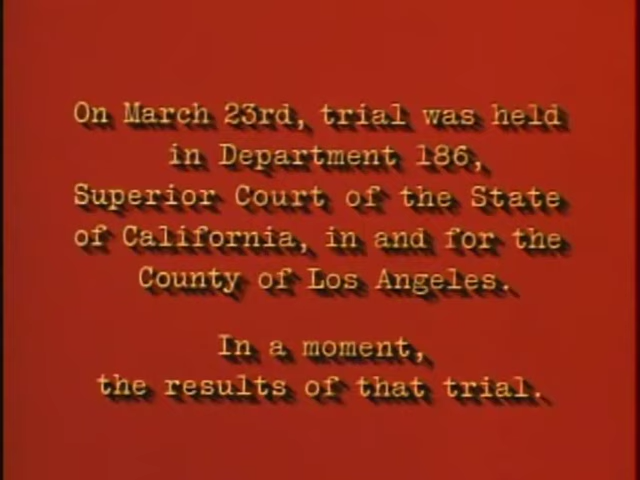 On March 23rd, trial was held
in Department 186,
Superior Court of the State
of California, in and for the
County of Los Angeles.
In a moment,
the results of that trial.